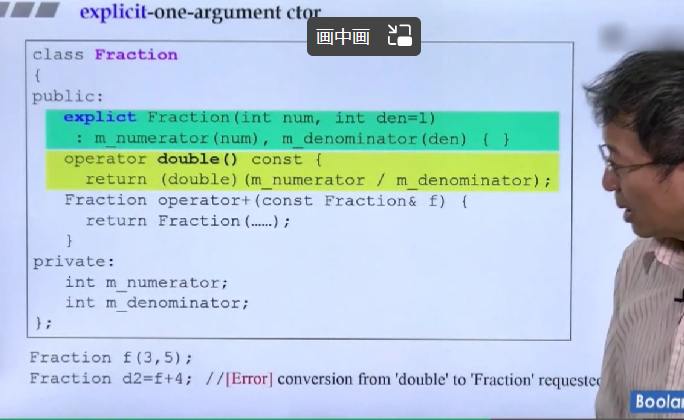 explicit-one-argument ctor
画中画
class Fraction
{
public:
explict Fraction(int num, int den=1)
: m_numerator(num), m_denominator(den) { }
operator double() const {
return (double)(m_numerator / m_denominator);
Fraction operator+(const Fraction& f) {
return Fraction(……);
}
private:
int m_numerator;
int m_denominator;
};
Fraction f(3,5);
Fraction d2=f+4; //[Error] conversion from 'double' to 'Fraction' requested
Boolan